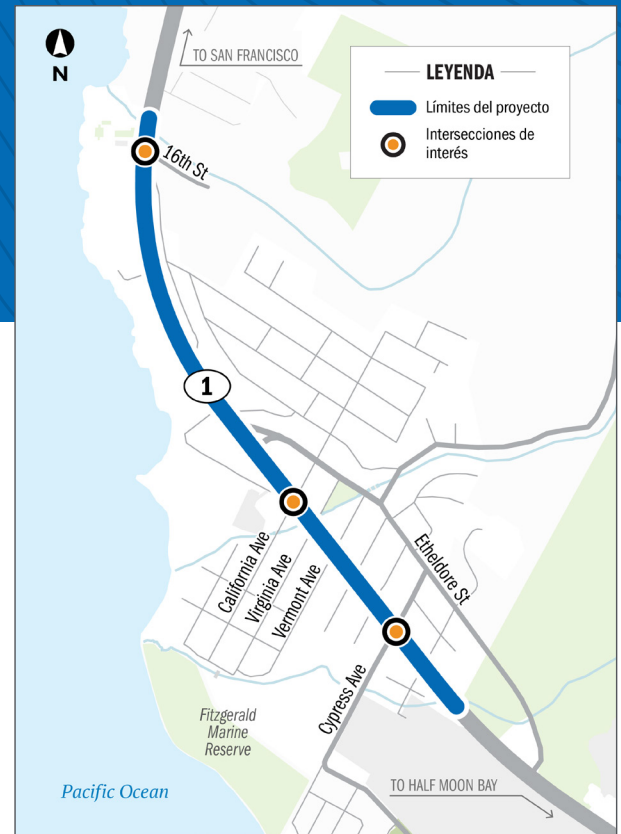 TO SAN FRANCISCO
N
LEYENDA
Límites del proyecto
Intersecciones de
interés
16th St
1
California Ave
Virginia Ave
Vermont Ave
Etheldore St
Cypress Ave
Fitzgerald
Marine
Reserve
Pacific Ocean
TO HALF MOON BAY